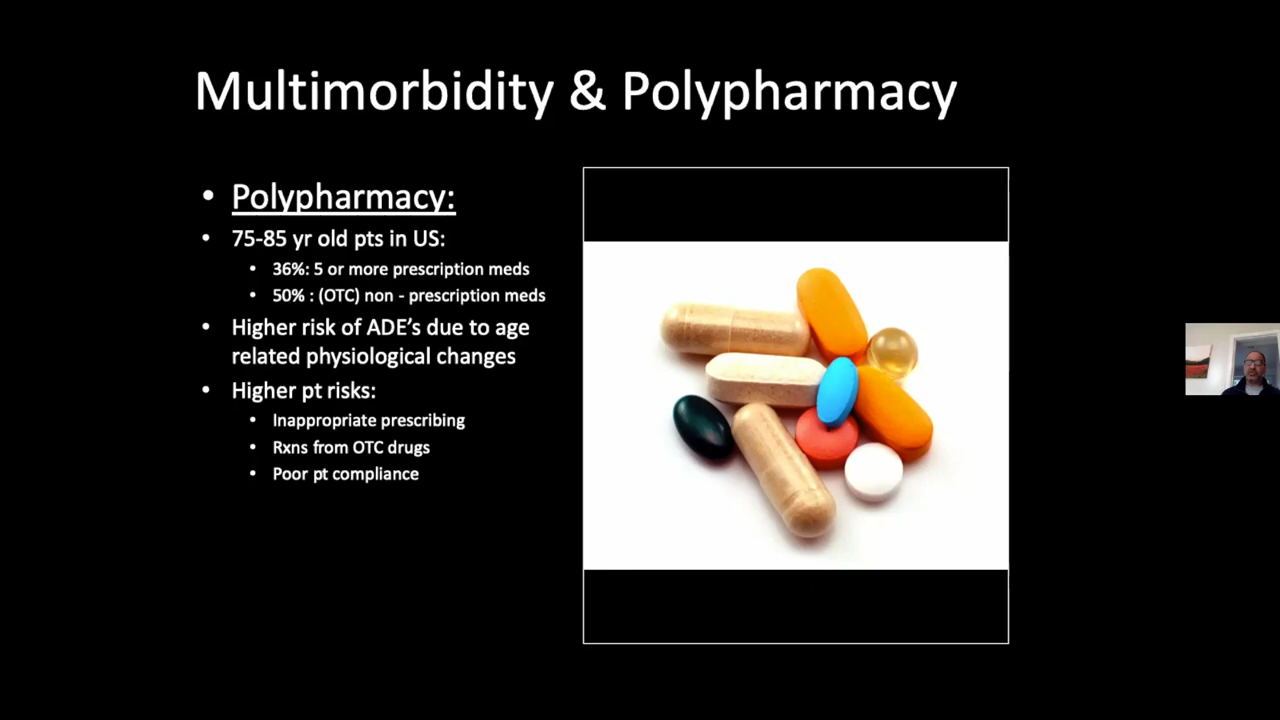 Multimorbidity & Polypharmacy
• Polypharmacy:
• 75-85 yr old pts in US:
• 36%: 5 or more prescription meds
• 50% : (OTC) non - prescription meds
• Higher risk of ADE’s due to age
related physiological changes
• Higher pt risks:
• Inappropriate prescribing
• Rxns from OTC drugs
• Poor pt compliance